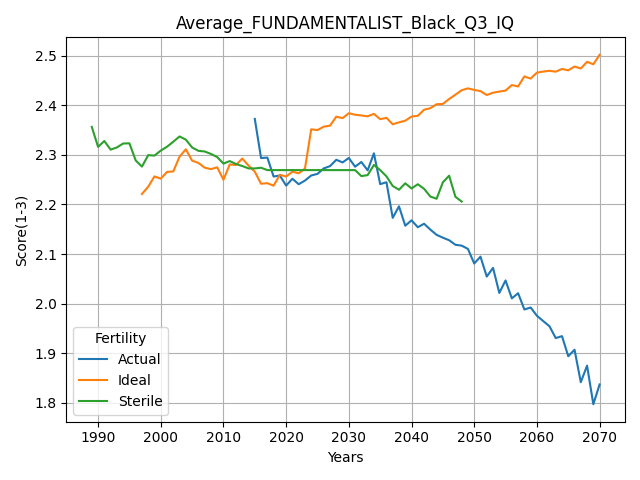 Average_FUNDAMENTALIST_Black_Q3_IQ
Score(1-3)
2.5
2.4
2.3
2.2
2.1
2.0
1.9
1.8
Fertility
Actual
Ideal
Sterile
1990 2000 2010 2020 2030 2040 2050 2060 2070
Years